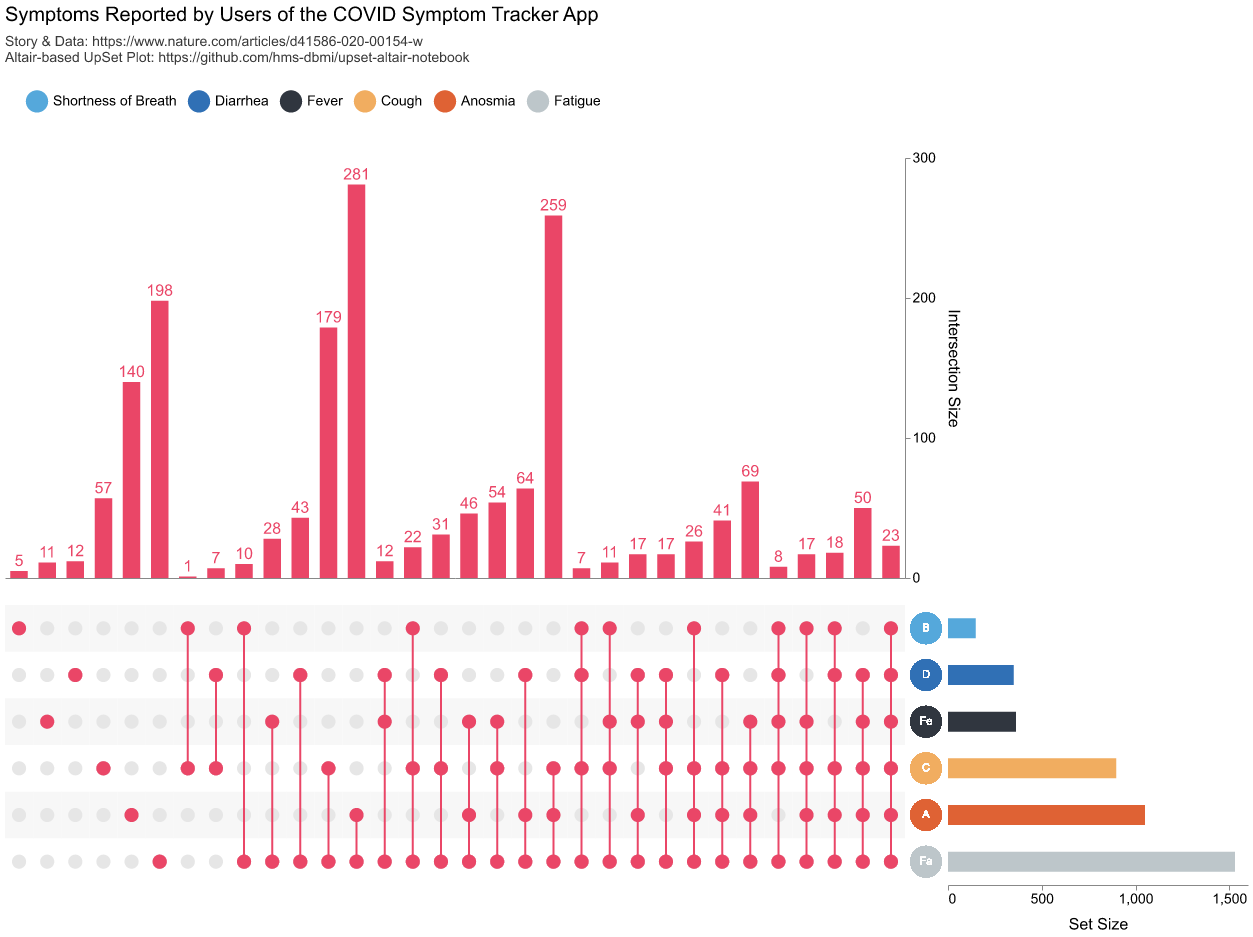 Symptoms Reported by Users of the COVID Symptom Tracker App
Story & Data: https://www.nature.com/articles/d41586-020-00154-w
Altair-based UpSet Plot: https://github.com/hms-dbmi/upset-altair-notebook
Shortness of Breath Diarrhea Fever Cough Anosmia Fatigue
300
281
259
198
200
Intersection Size
179
140
100
69
64
57
54
50
46
43
41
31
28
26
22 23
5 11 12 1 7 10 12 7 11 17 17 8 17 18
0
B
D
Fe
C
A
Fa
0 500 1,000 1,500
Set Size